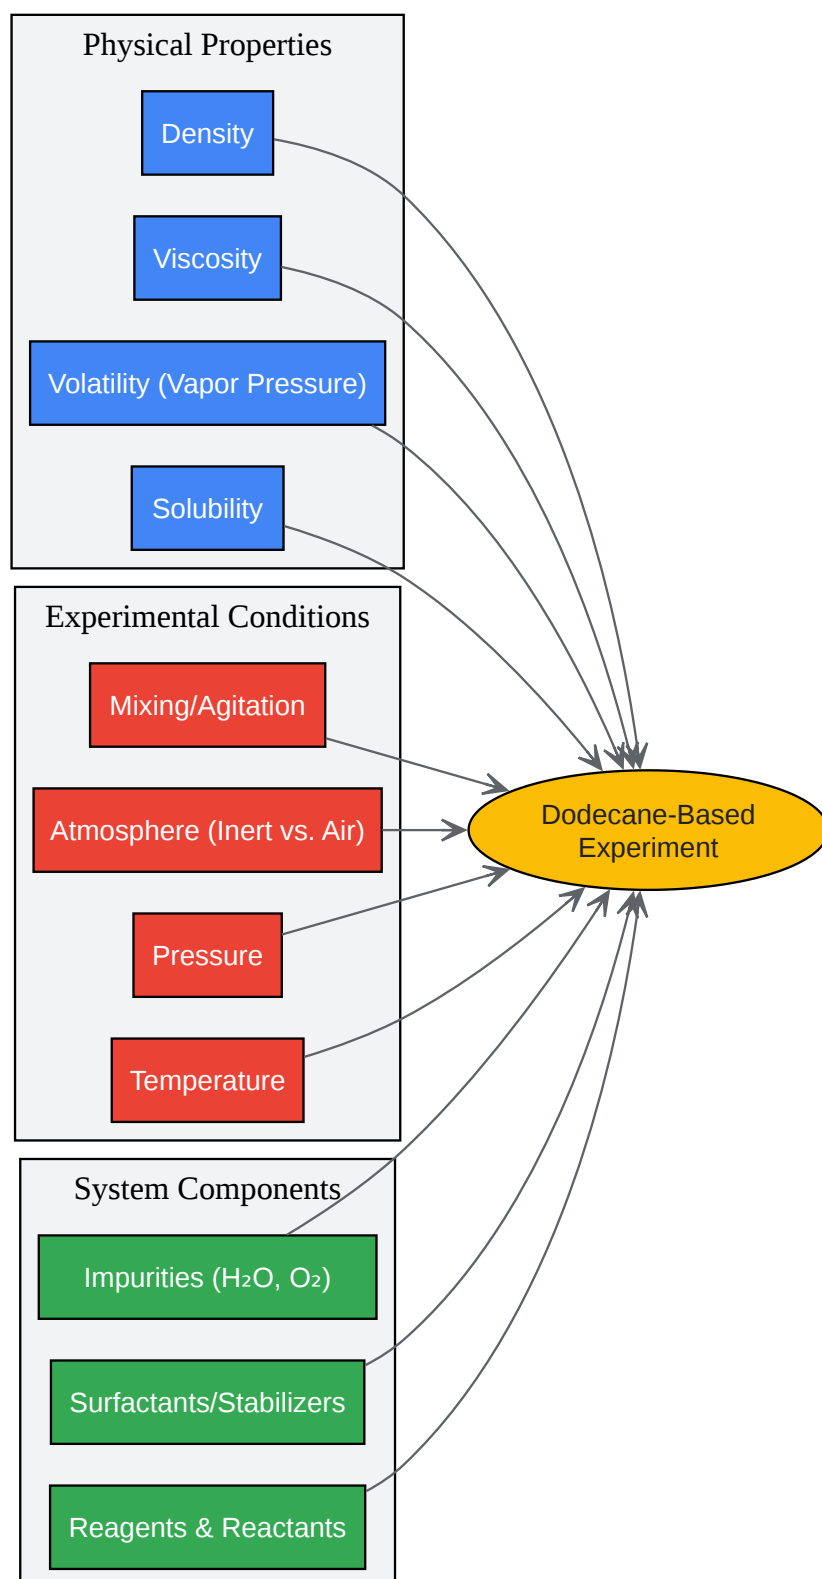 Physical Properties
Density
Viscosity
Volatility (Vapor Pressure)
Solubility
Experimental Conditions
Mixing/Agitation
Atmosphere (Inert vs. Air)
Pressure
Temperature
Dodecane-Based
Experiment
System Components
Impurities (H₂O, O₂)
Surfactants/Stabilizers
Reagents & Reactants